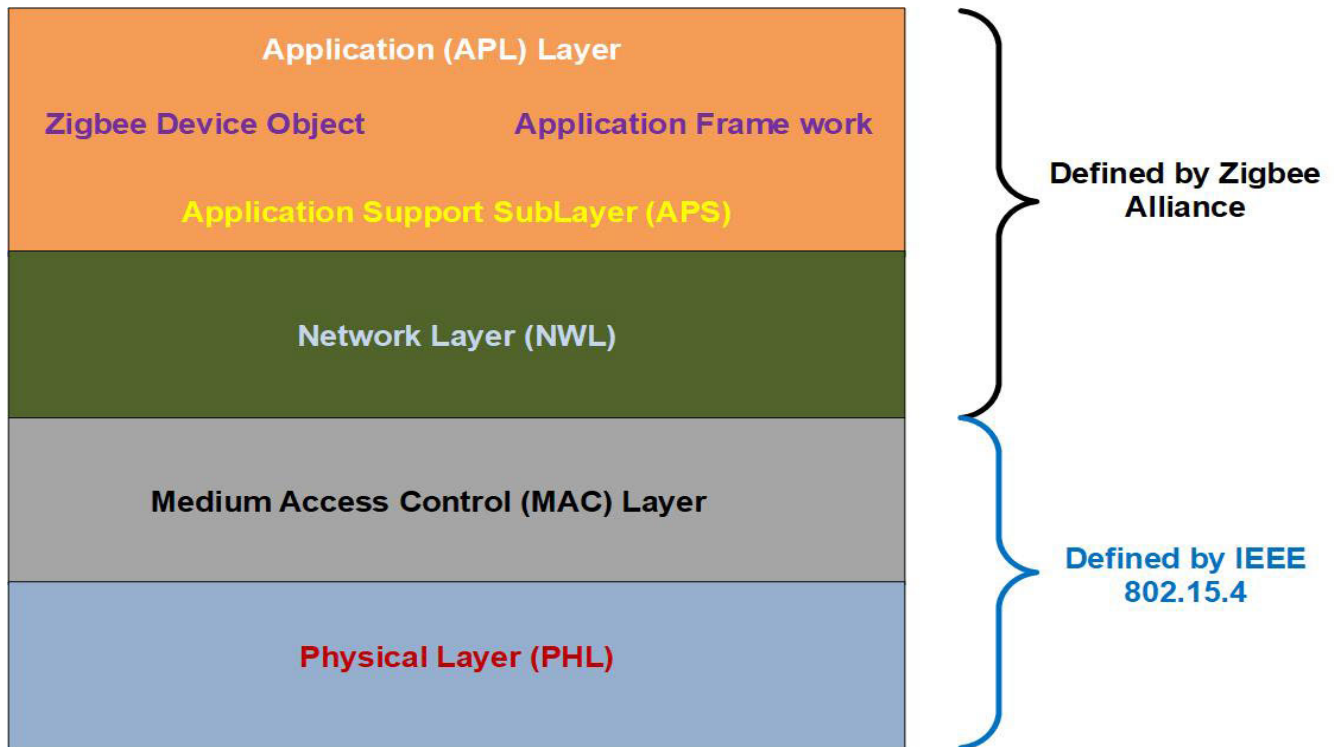 Application (APL) Layer
Zigbee Device Object
Application Frame work
Application Support SubLayer (APS)
Defined by Zigbee
Alliance
Network Layer (NWL)
Medium Access Control (MAC) Layer
Defined by IEEE
802.15.4
Physical Layer (PHL)